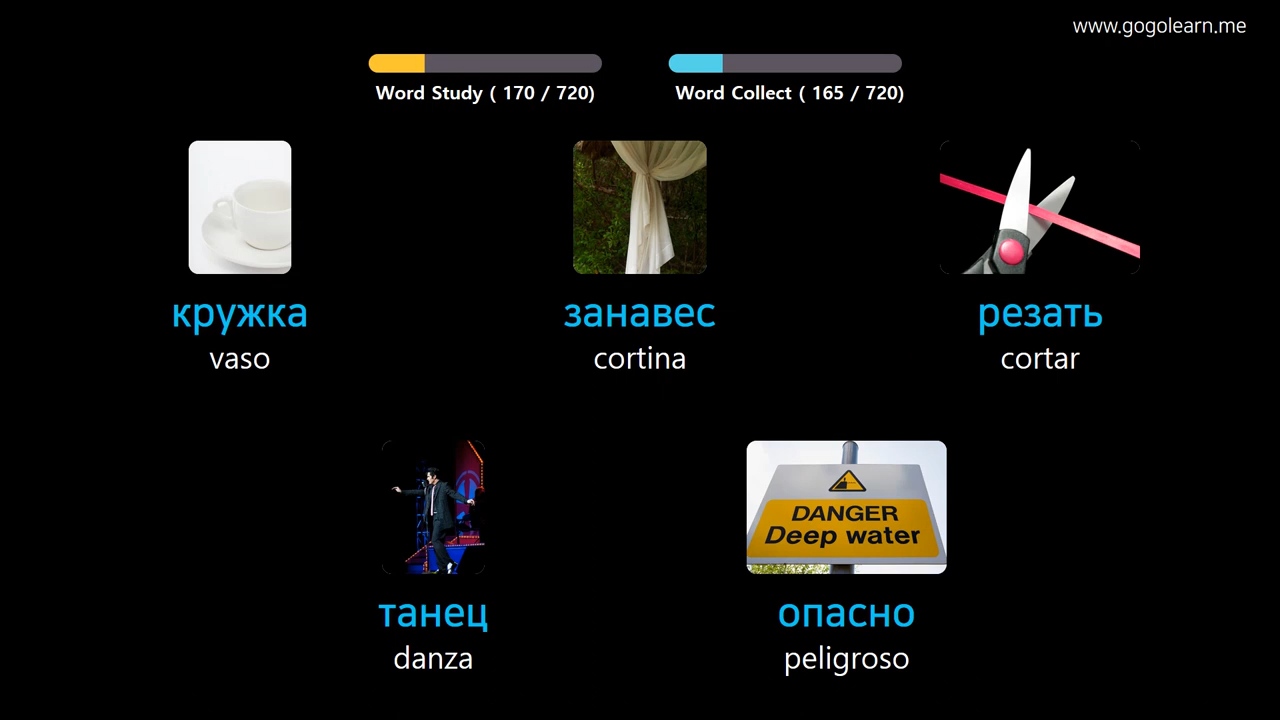 www.gogolearn.me
Word Study ( 170 / 720)
Word Collect ( 165 / 720)
кружка
vaso
занавес
cortina
резать
cortar
DANGER
Deep water
танец
danza
опасно
peligroso